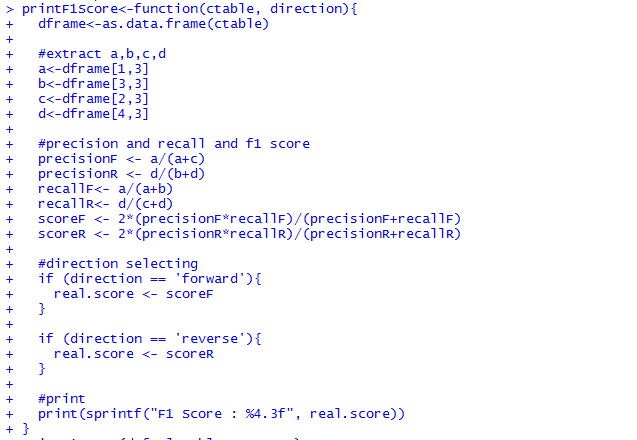 > printF1Score<-function(ctable, direction){
+   dframe<-as.data.frame(ctable)
+
+   #extract a,b,c,d
+   a<-dframe[1,3]
+   b<-dframe[3,3]
+   c<-dframe[2,3]
+   d<-dframe[4,3]
+
+   #precision and recall and f1 score
+   precisionF <- a/(a+c)
+   precisionR <- d/(b+d)
+   recallF<- a/(a+b)
+   recallR<- d/(c+d)
+   scoreF <- 2*(precisionF*recallF)/(precisionF+recallF)
+   scoreR <- 2*(precisionR*recallR)/(precisionR+recallR)
+
+   #direction selecting
+   if (direction == 'forward'){
+     real.score <- scoreF
+   }
+
+   if (direction == 'reverse'){
+     real.score <- scoreR
+   }
+
+   #print
+   print(sprintf("F1 Score : %4.3f", real.score))
+ }